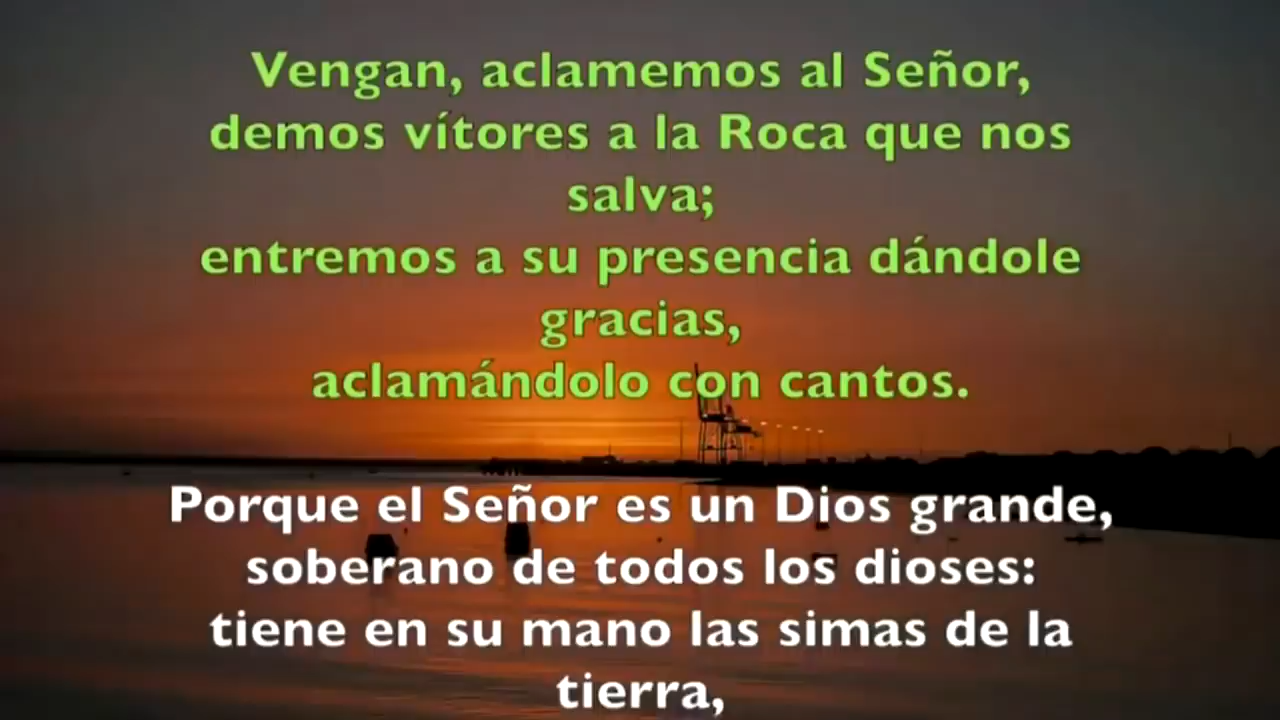 Vengan, aclamemos al Señor,
demos vítores a la Roca que nos
salva;
entremos a su presencia dándole
gracias,
aclamándolo con cantos.
Porque el Señor es un Dios grande,
soberano de todos los dioses:
tiene en su mano las simas de la
tierra,